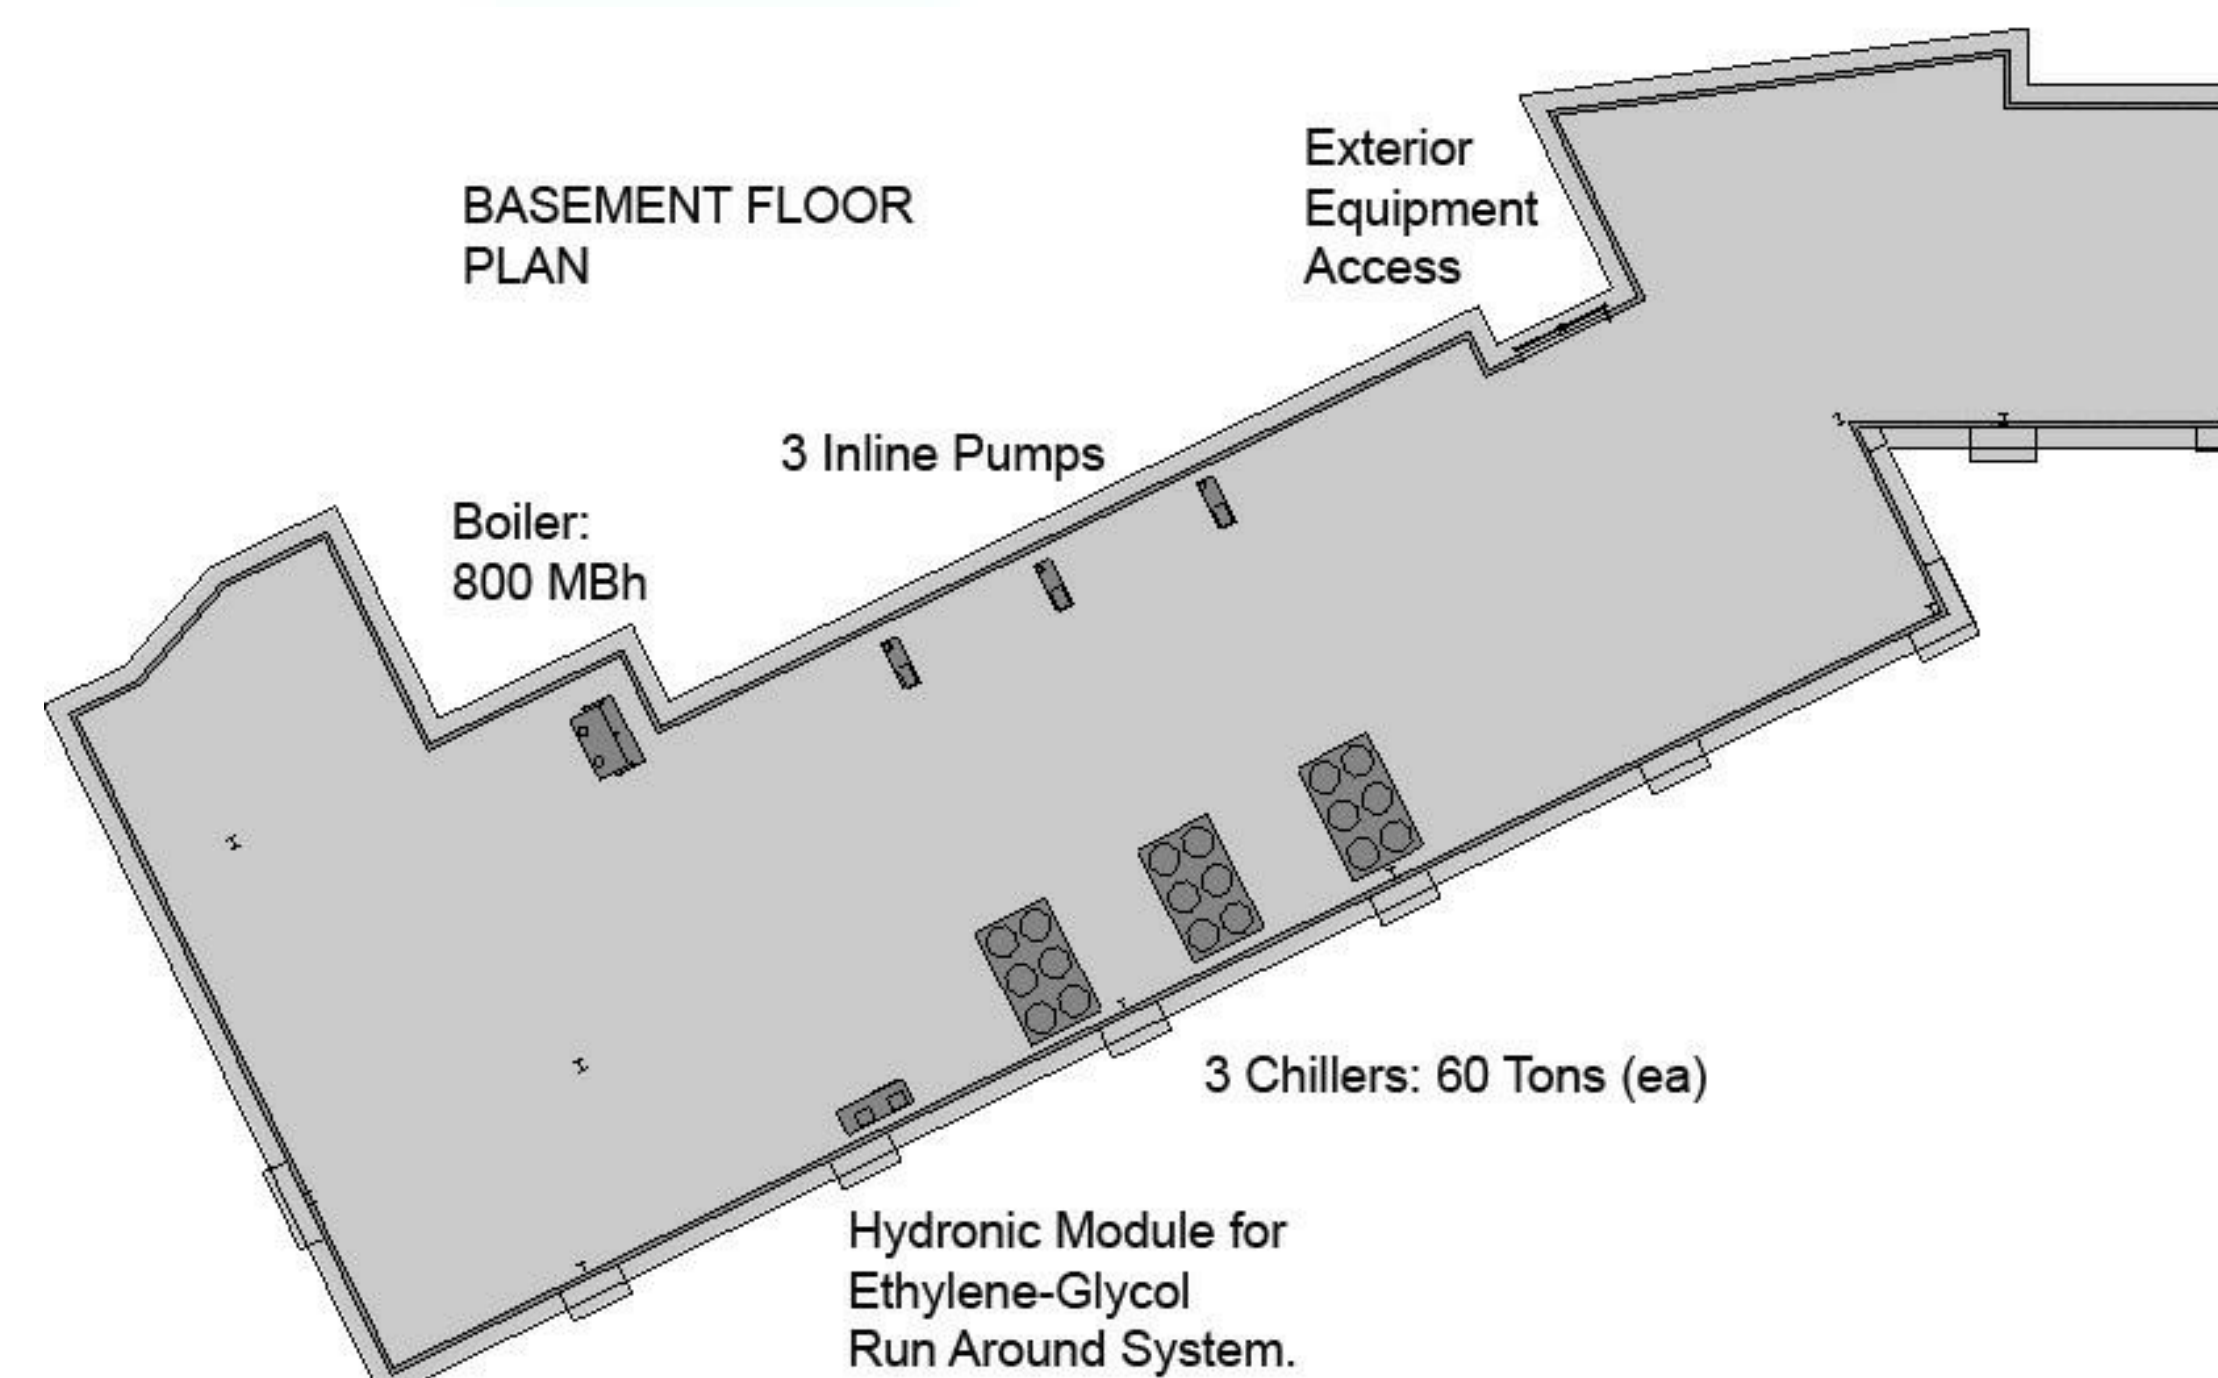 BASEMENT FLOOR
PLAN
Exterior
Equipment
Access
3 Inline Pumps
Boiler:
800 MBh
3 Chillers: 60 Tons (ea)
Hydronic Module for
Ethylene-Glycol
Run Around System.